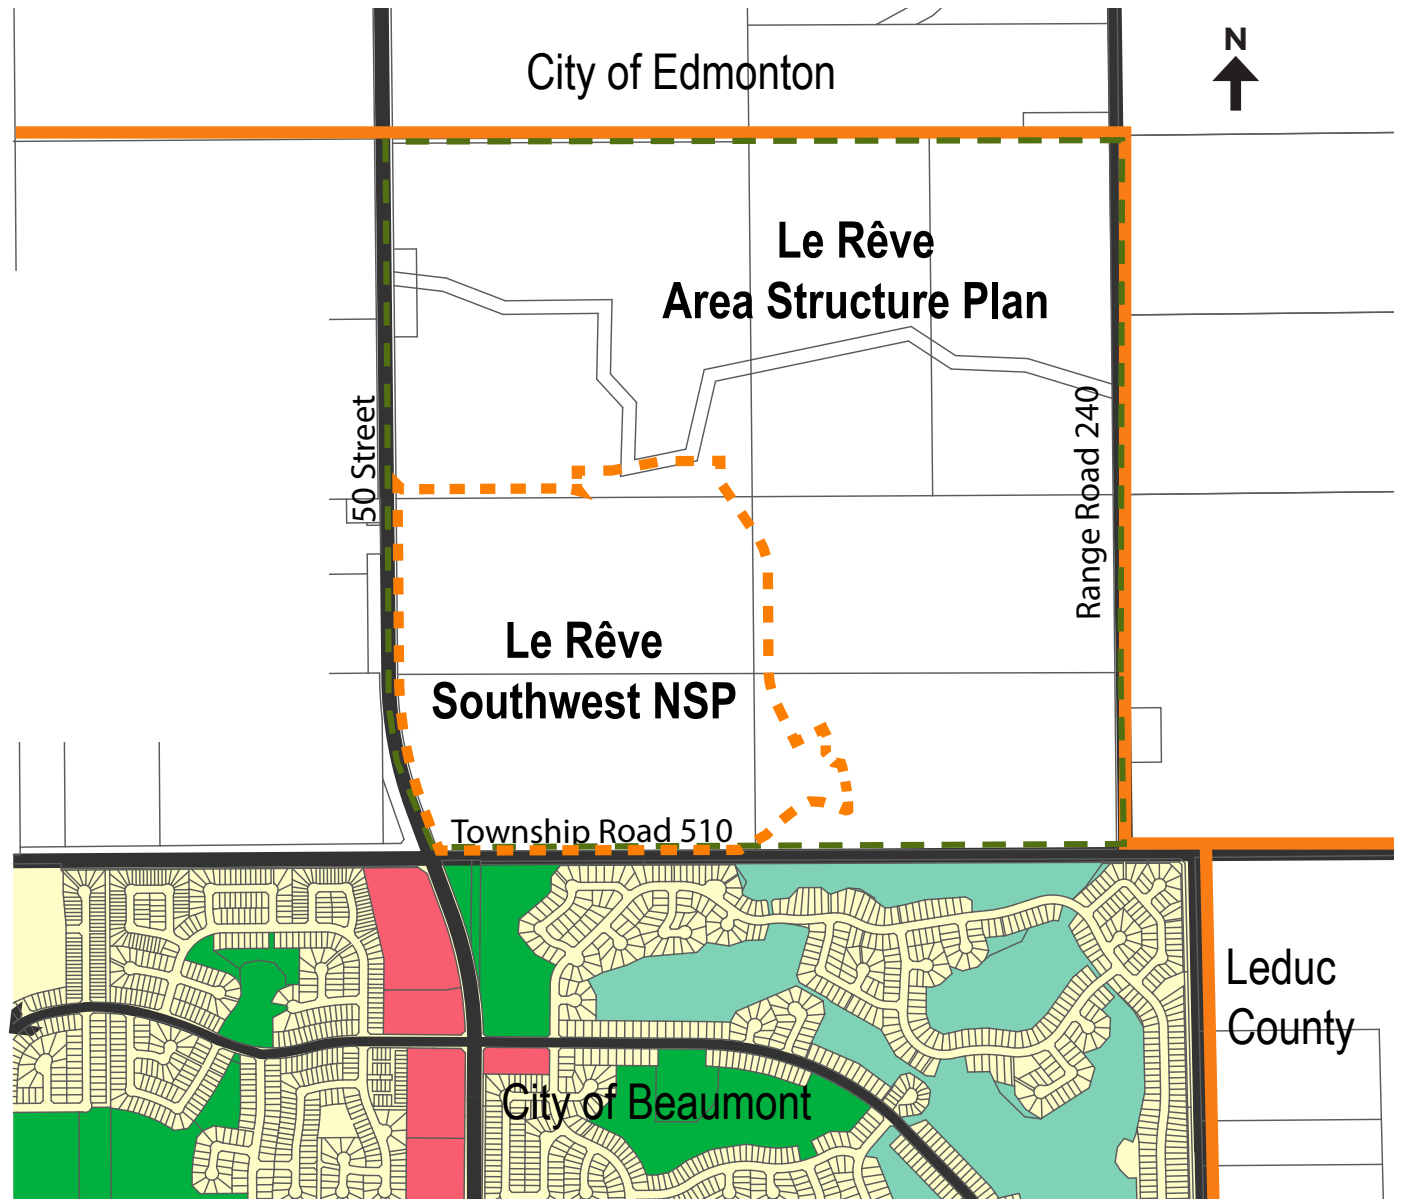 City of Edmonton
N
Le Rêve
Area Structure Plan
50 Street
Range Road 240
Le Rêve
Southwest NSP
Township Road 510
Leduc
County
City of Beaumont